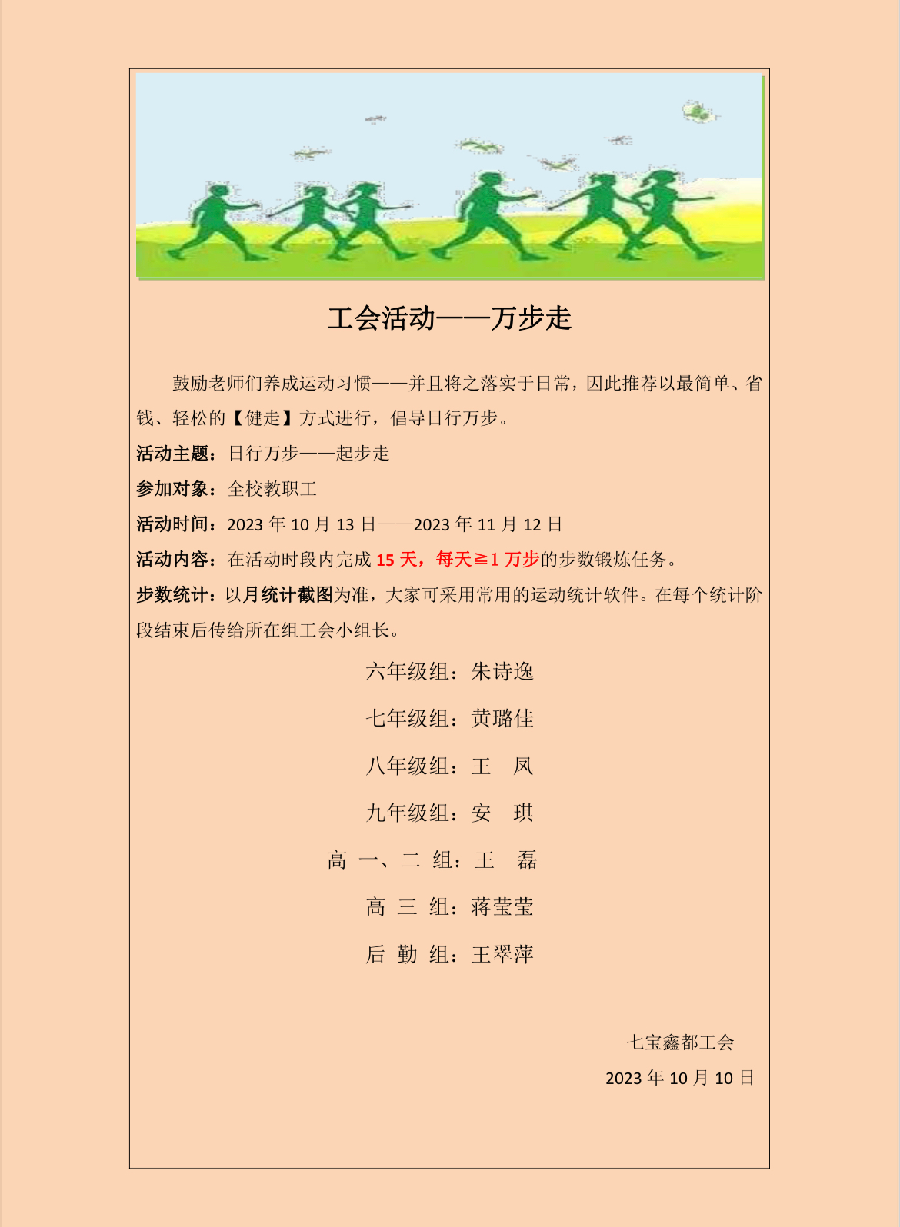 工会活动——万步走
鼓励老师们养成运动习惯——并且将之落实于日常，因此推荐以最简单、省
钱、轻松的【健走】方式进行，倡导日行万步。
活动主题：日行万步——起步走
参加对象：全校教职工
活动时间：2023 年 10 月 13 日——2023 年 11 月 12 日
活动内容：在活动时段内完成 15 天，每天≧1 万步的步数锻炼任务。
步数统计：以月统计截图为准，大家可采用常用的运动统计软件。在每个统计阶
段结束后传给所在组工会小组长。
六年级组：朱诗逸
七年级组：黄璐佳
八年级组：王 凤
九年级组：安 琪
高 一、二 组：王 磊
高 三 组：蒋莹莹
后 勤 组：王翠萍
七宝鑫都工会
2023 年 10 月 10 日